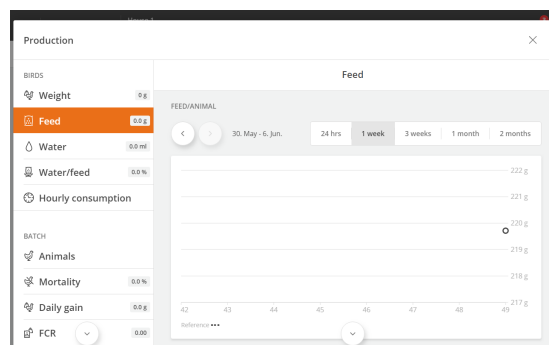 Production
BIRDS
Weight 0 g
Feed 0.0 g
Water 0.0 ml
Water/feed 0.0 %
Hourly consumption
BATCH
Animals
Mortality 0.0 %
Daily gain 0.0 g
FCR 0.00
Feed
FEED/ANIMAL
30. May - 6. Jun. 24 hrs 1 week 3 weeks 1 month 2 months
222 g
221 g
220 g
219 g
218 g
217 g
42 43 44 45 46 47 48 49
Reference